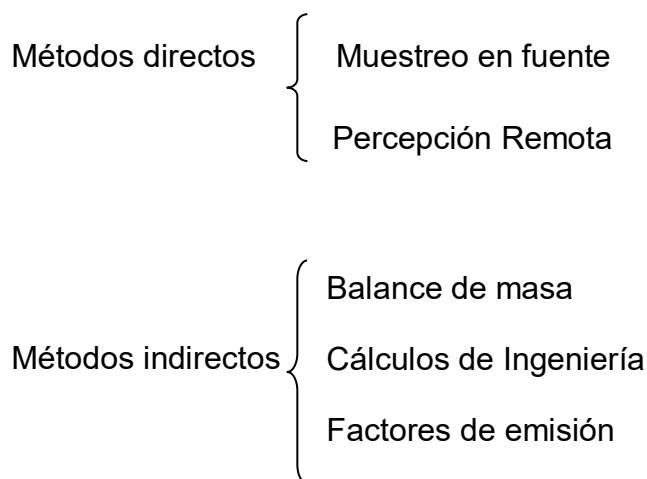 Métodos directos
Muestreo en fuente
Percepción Remota
Métodos indirectos
Balance de masa
Cálculos de Ingeniería
Factores de emisión